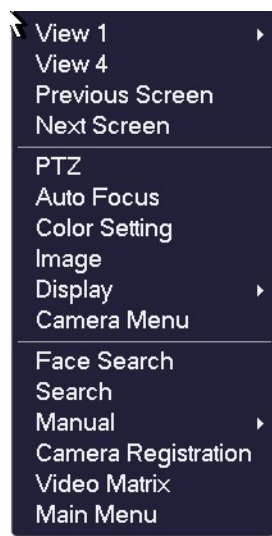 View 1
View 4
Previous Screen
Next Screen
PTZ
Auto Focus
Color Setting
Image
Display
Camera Menu
Face Search
Search
Manual
Camera Registration
Video Matrix
Main Menu